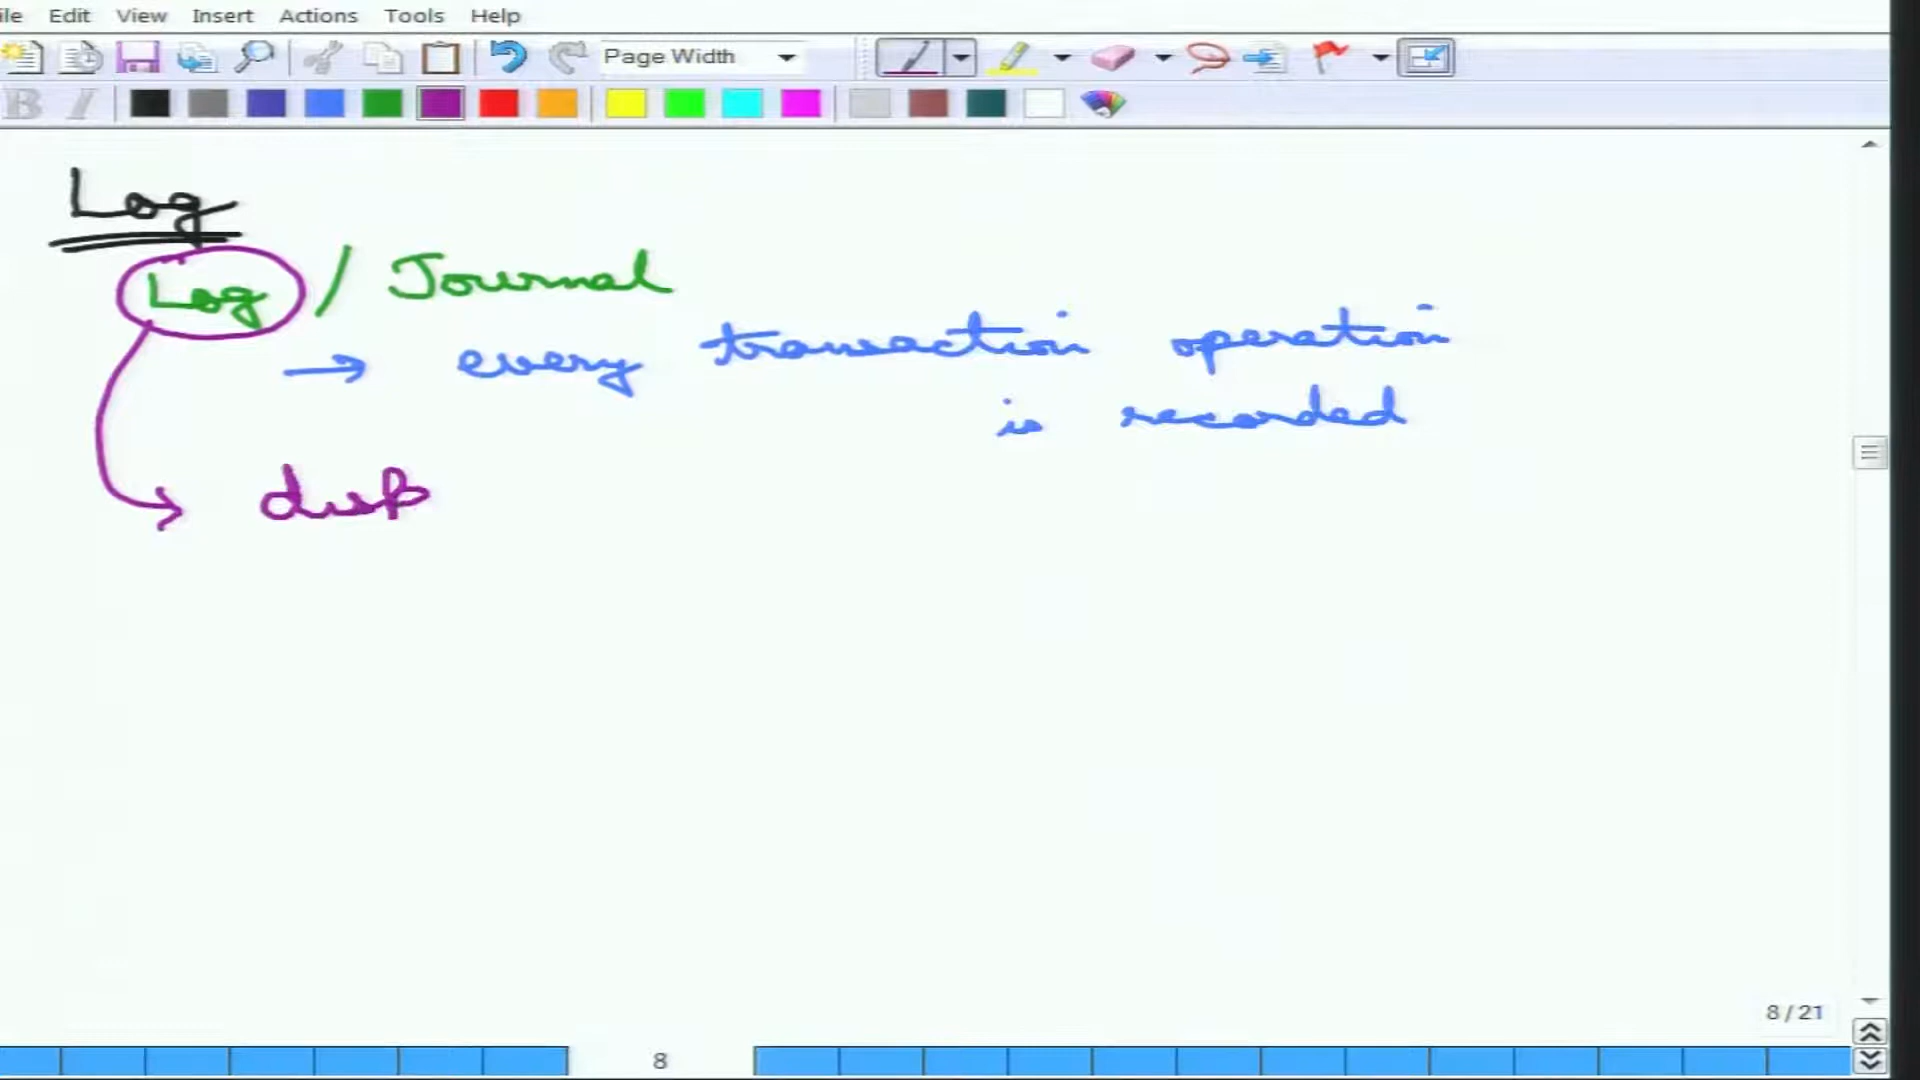 ile Edit View Insert Actions Tools Help
Page Width
B I
Log
Log / Journal
→ every transaction operation
is recorded
→ disk
8 / 21
8